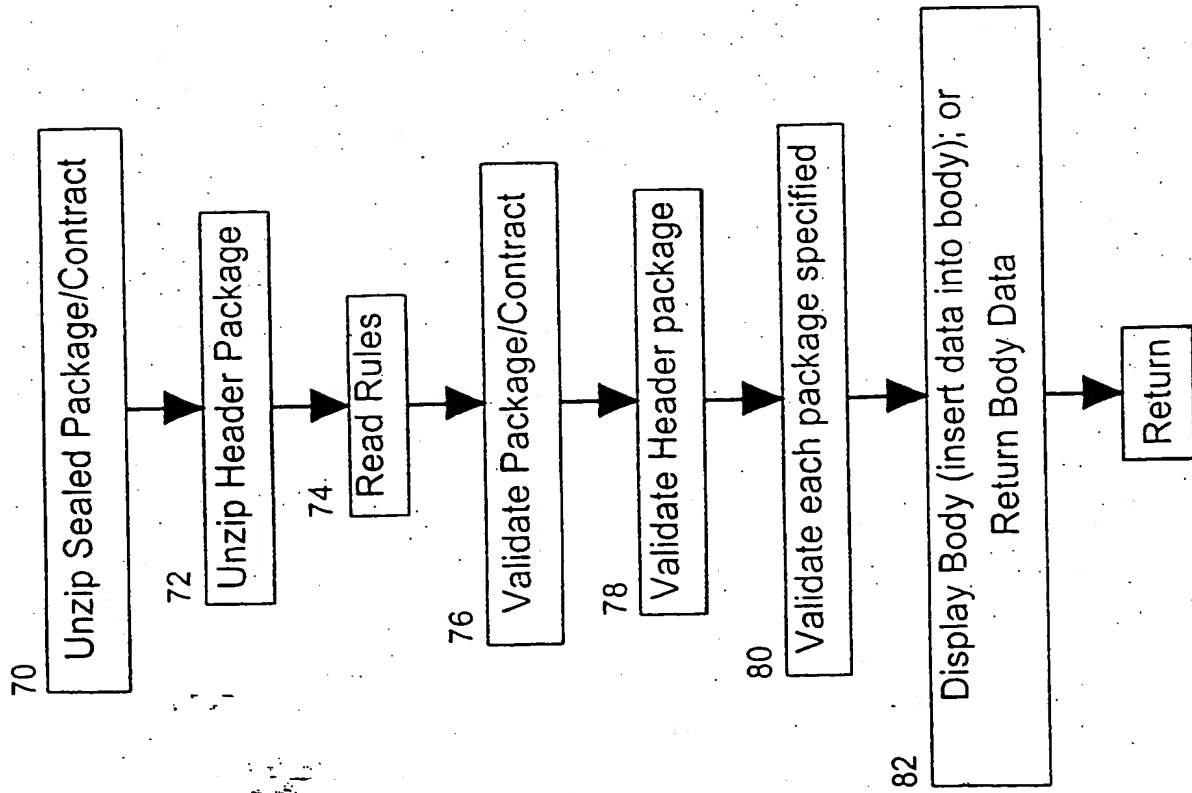 70
Unzip Sealed Package/Contract
72
Unzip Header Package
74
Read Rules
76
Validate Package/Contract
78
Validate Header package
80
Validate each package specified
82
Display Body (insert data into body); or
Return Body Data
Return